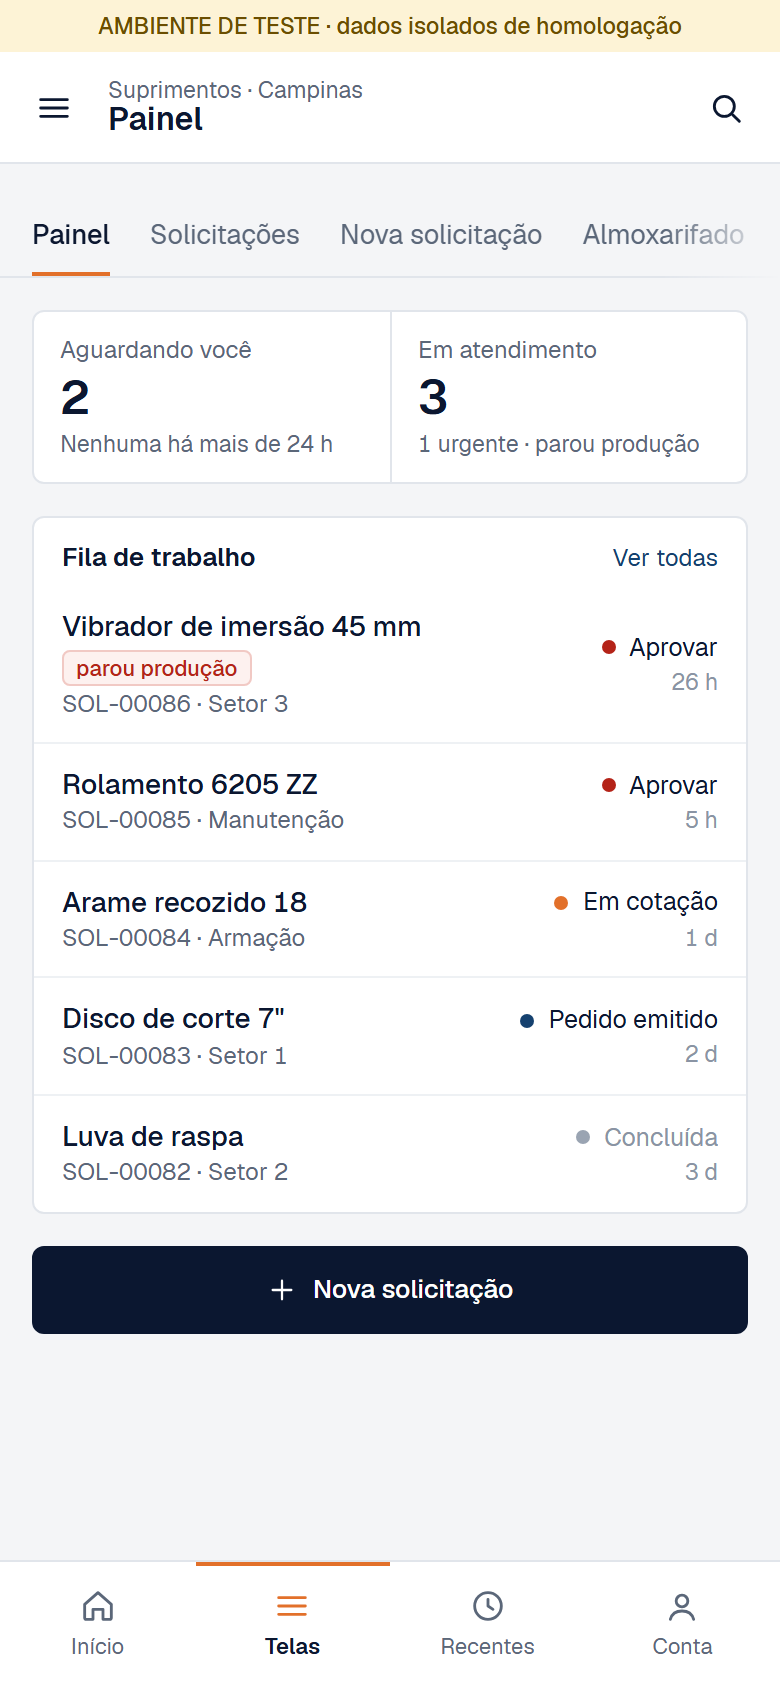 AMBIENTE DE TESTE · dados isolados de homologação
Suprimentos · Campinas
Painel
Painel
Solicitações
Nova solicitação
Almoxarifado
Aguardando você
2
Nenhuma há mais de 24 h
Em atendimento
3
1 urgente · parou produção
Fila de trabalho
Ver todas
Vibrador de imersão 45 mm
parou produção
SOL-00086 · Setor 3
Aprovar
26 h
Rolamento 6205 ZZ
SOL-00085 · Manutenção
Aprovar
5 h
Arame recozido 18
SOL-00084 · Armação
Em cotação
1 d
Disco de corte 7"
SOL-00083 · Setor 1
Pedido emitido
2 d
Luva de raspa
SOL-00082 · Setor 2
Concluída
3 d
Nova solicitação
Início
Telas
Recentes
Conta